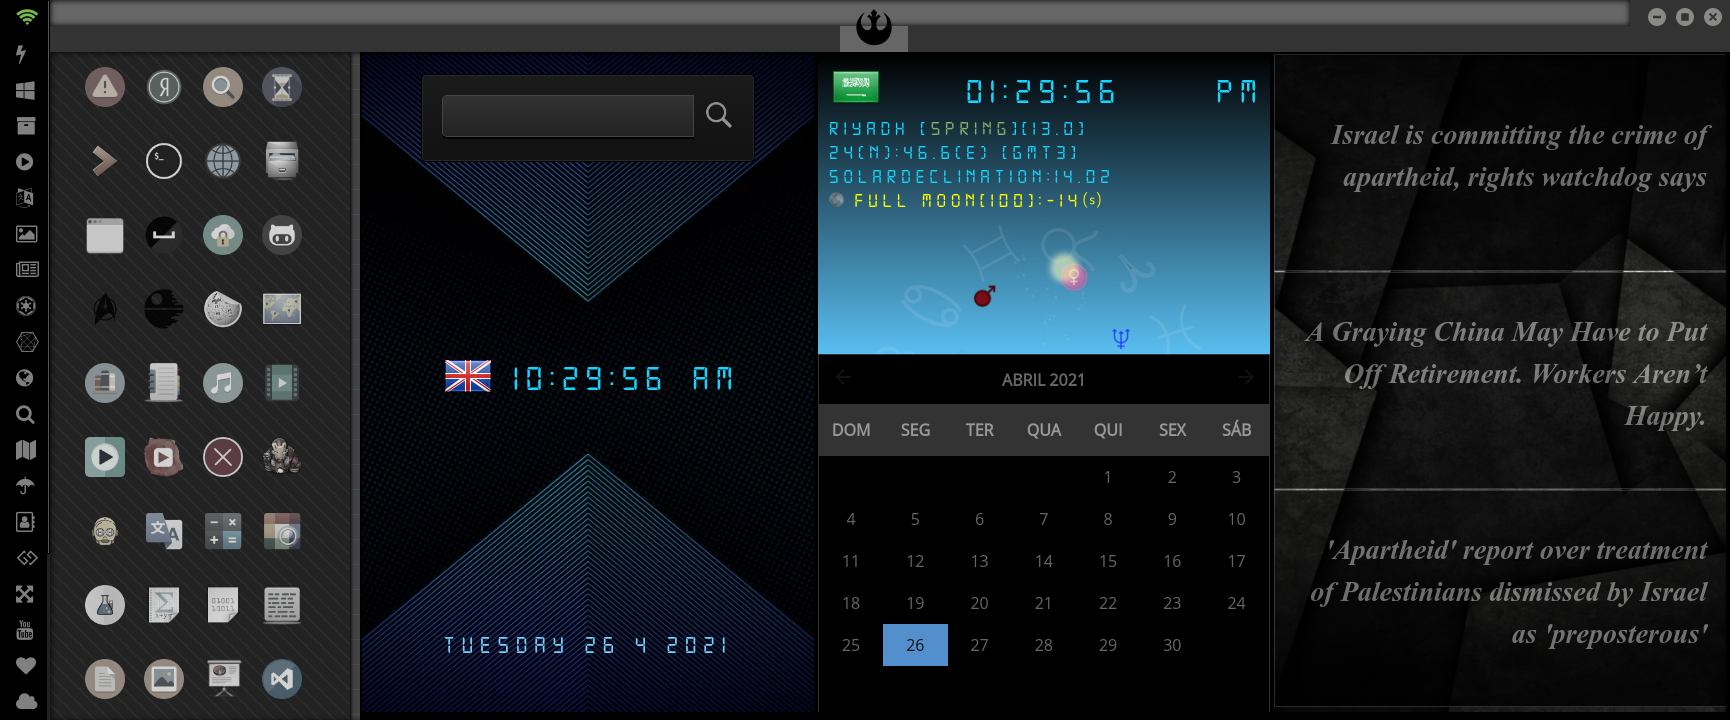 01:29:56 PM
RIYADH [SPRING][13.0]
24(N):46.6(E) [GMT3]
SOLARDECLINATION:14.02
FULL MOON[100]:-14(s)
10:29:56 AM
TUESDAY 26 4 2021
ABRIL 2021
DOM SEG TER QUA QUI SEX SÁB
1 2 3
4 5 6 7 8 9 10
11 12 13 14 15 16 17
18 19 20 21 22 23 24
25 26 27 28 29 30
Israel is committing the crime of
apartheid, rights watchdog says
A Graying China May Have to Put
Off Retirement. Workers Aren’t
Happy.
'Apartheid' report over treatment
of Palestinians dismissed by Israel
as 'preposterous'
You
Tube
$_
Я
文 A
Σ
x+y=
01001
10011